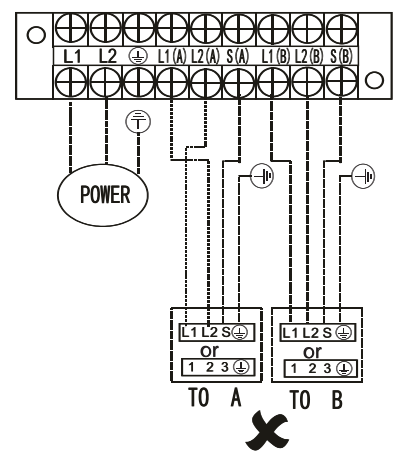 L1 L2 L1(A) L2(A) S(A) L1(B) L2(B) S(B)
POWER
L1 L2 S L1 L2 S
or or
1 2 3 1 2 3
TO A TO B